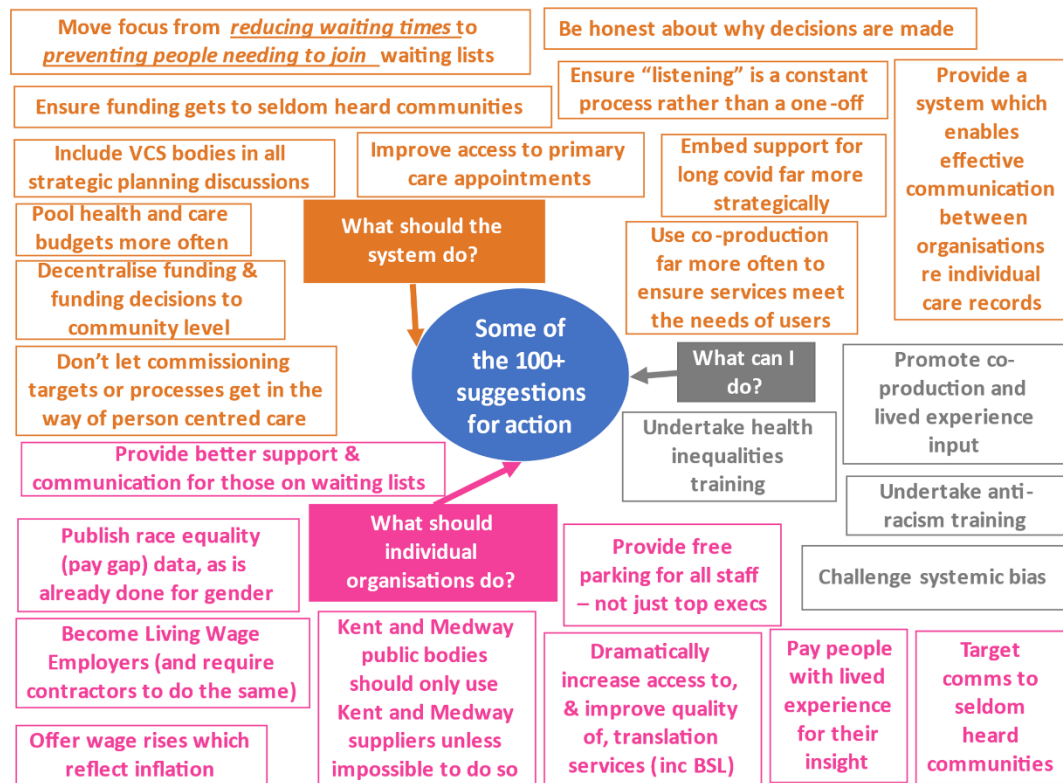 Move focus from reducing waiting times to
preventing people needing to join waiting lists
Be honest about why decisions are made
Ensure funding gets to seldom heard communities
Ensure “listening” is a constant
process rather than a one-off
Provide a
system which
enables
effective
communication
between
organisations
re individual
care records
Include VCS bodies in all
strategic planning discussions
Improve access to primary
care appointments
Embed support for
long covid far more
strategically
Pool health and care
budgets more often
What should the
system do?
Use co-production
far more often to
ensure services meet
the needs of users
Decentralise funding &
funding decisions to
community level
Some of
the 100+
suggestions
for action
Don’t let commissioning
targets or processes get in the
way of person centred care
What can I
do?
Promote co-
production and
lived experience
input
Undertake health
inequalities
training
Provide better support &
communication for those on waiting lists
Undertake anti-
racism training
What should
individual
organisations do?
Publish race equality
(pay gap) data, as is
already done for gender
Provide free
parking for all staff
– not just top execs
Challenge systemic bias
Become Living Wage
Employers (and require
contractors to do the same)
Kent and Medway
public bodies
should only use
Kent and Medway
suppliers unless
impossible to do so
Dramatically
increase access to,
& improve quality
of, translation
services (inc BSL)
Pay people
with lived
experience
for their
insight
Target
comms to
seldom
heard
communities
Offer wage rises which
reflect inflation